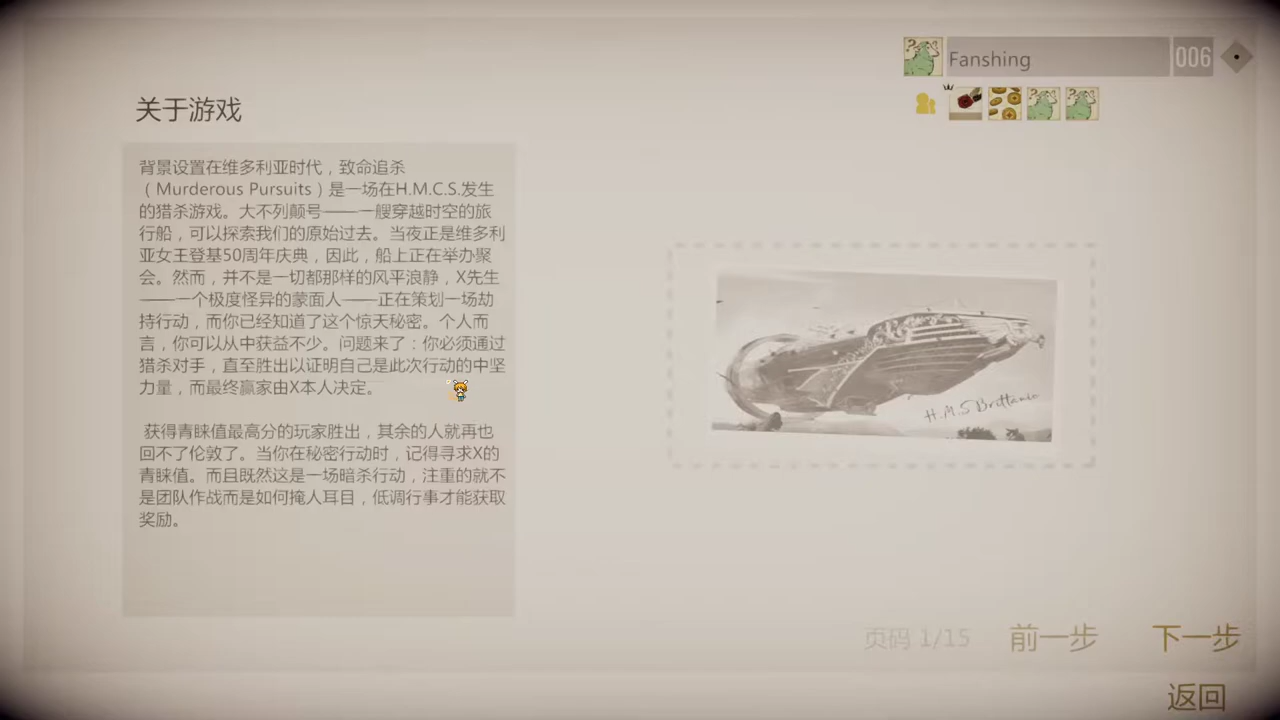 Fanshing
006
关于游戏
背景设置在维多利亚时代，致命追杀
（Murderous Pursuits）是一场在H.M.C.S.发生
的猎杀游戏。大不列颠号——一艘穿越时空的旅
行船，可以探索我们的原始过去。当夜正是维多利
亚女王登基50周年庆典，因此，船上正在举办聚
会。然而，并不是一切都那样的风平浪静，X先生
——一个极度怪异的蒙面人——正在策划一场劫
持行动，而你已经知道了这个惊天秘密。个人而
言，你可以从中获益不少。问题来了：你必须通过
猎杀对手，直至胜出以证明自己是此次行动的中坚
力量，而最终赢家由X本人决定。
获得青睐值最高分的玩家胜出，其余的人就再也
回不了伦敦了。当你在秘密行动时，记得寻求X的
青睐值。而且既然这是一场暗杀行动，注重的就不
是团队作战而是如何掩人耳目，低调行事才能获取
奖励。
H.M.S Brittanic
页码 1/15
前一步
下一步
返回